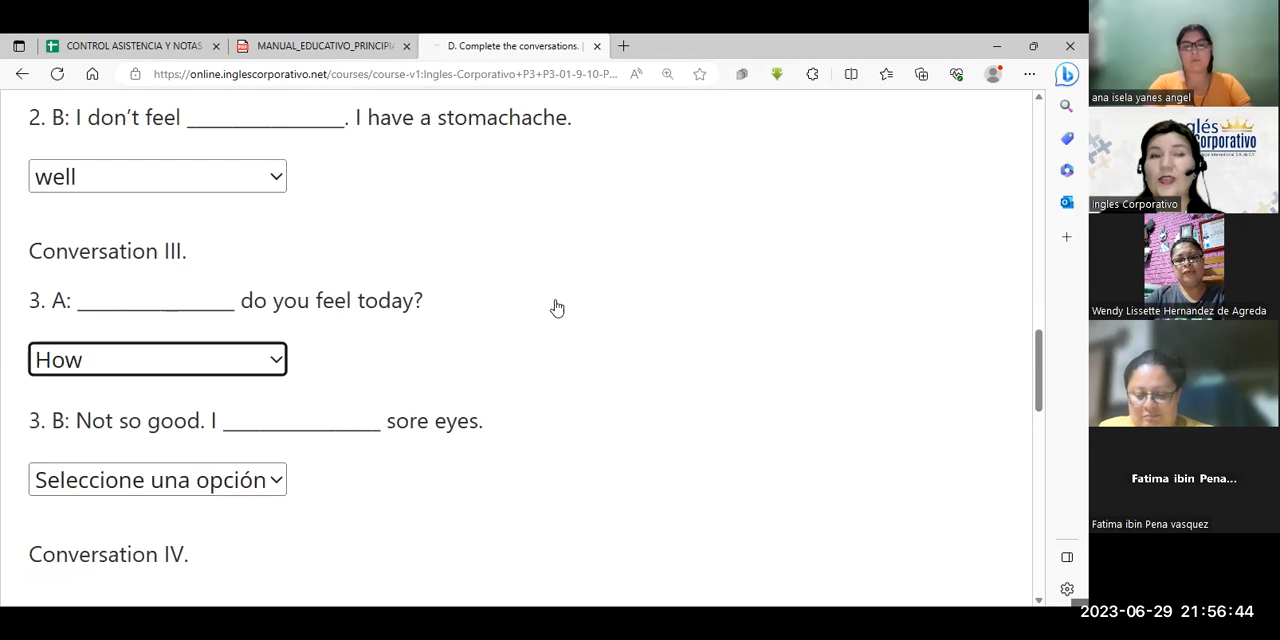 CONTROL ASISTENCIA Y NOTAS
MANUAL_EDUCATIVO_PRINCIPI
D. Complete the conversations. |
https://online.inglescorporativo.net/courses/course-v1:Ingles-Corporativo+P3+P3-01-9-10-P...
2. B: I don’t feel _______________. I have a stomachache.
well
Conversation III.
3. A: _______________ do you feel today?
How
3. B: Not so good. I _______________ sore eyes.
Seleccione una opción
Conversation IV.
ana isela yanes angel
Inglés
Corporativo
Ingles Corporativo
Wendy Lissette Hernandez de Agreda
Fatima ibin Pena...
Fatima ibin Pena vasquez
2023-06-29 21:56:44